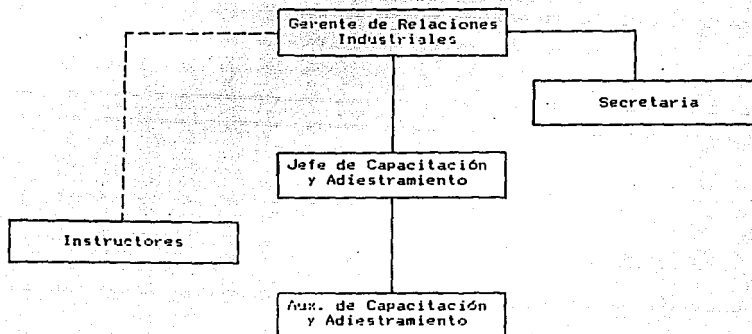 Gerente de Relaciones
Industriales
Secretaria
Jefe de Capacitación
y Adiestramiento
Instructores
Aux. de Capacitación
y Adiestramiento